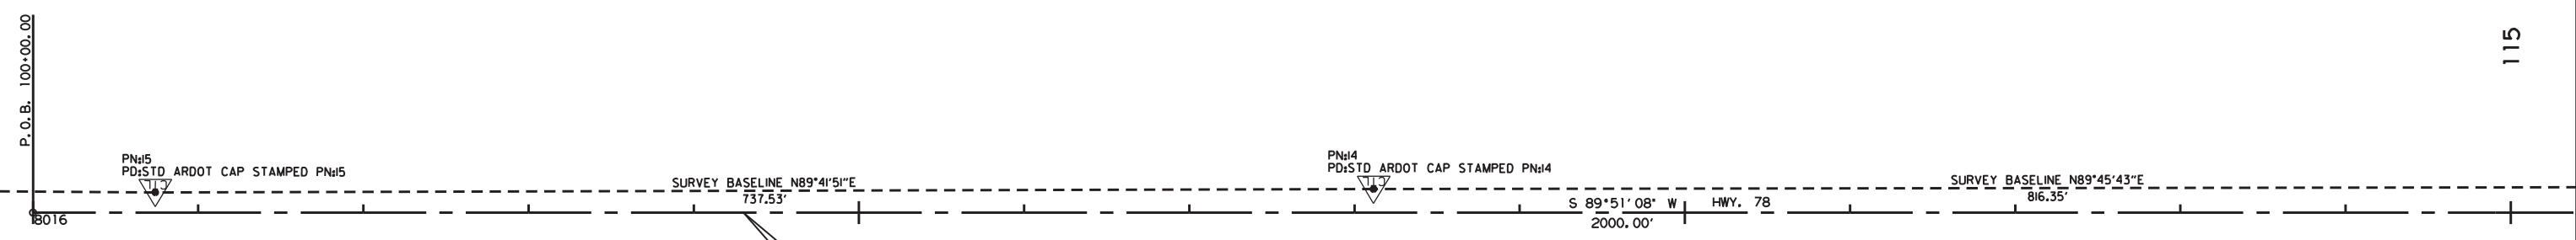 P.O.B. 100+00.00
8016
PN:15
PD:STD ARDOT CAP STAMPED PN:15
CTL
SURVEY BASELINE N89°41'51"E
737.53'
PN:14
PD:STD ARDOT CAP STAMPED PN:14
CTL
S 89°51'08" W HWY. 78
2000.00'
SURVEY BASELINE N89°45'43"E
816.35'
115